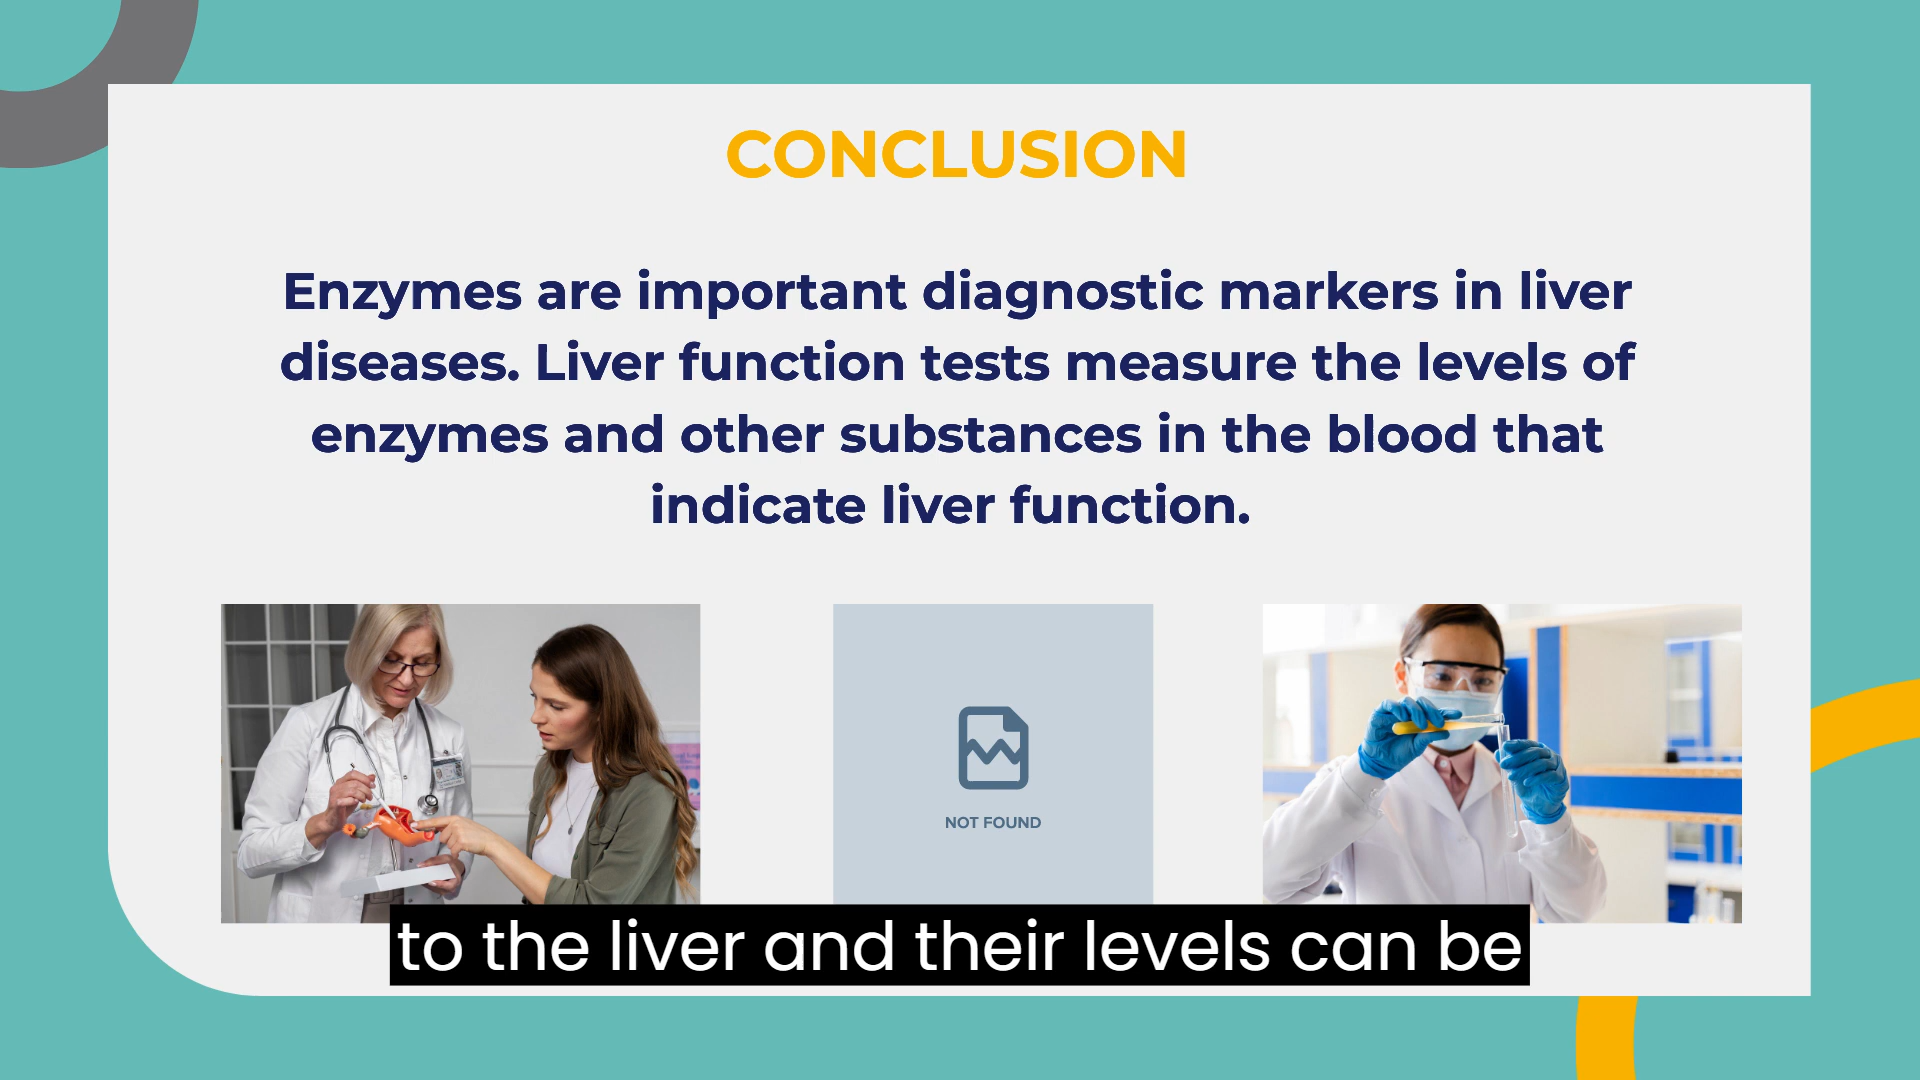 CONCLUSION
Enzymes are important diagnostic markers in liver
diseases. Liver function tests measure the levels of
enzymes and other substances in the blood that
indicate liver function.
NOT FOUND
to the liver and their levels can be